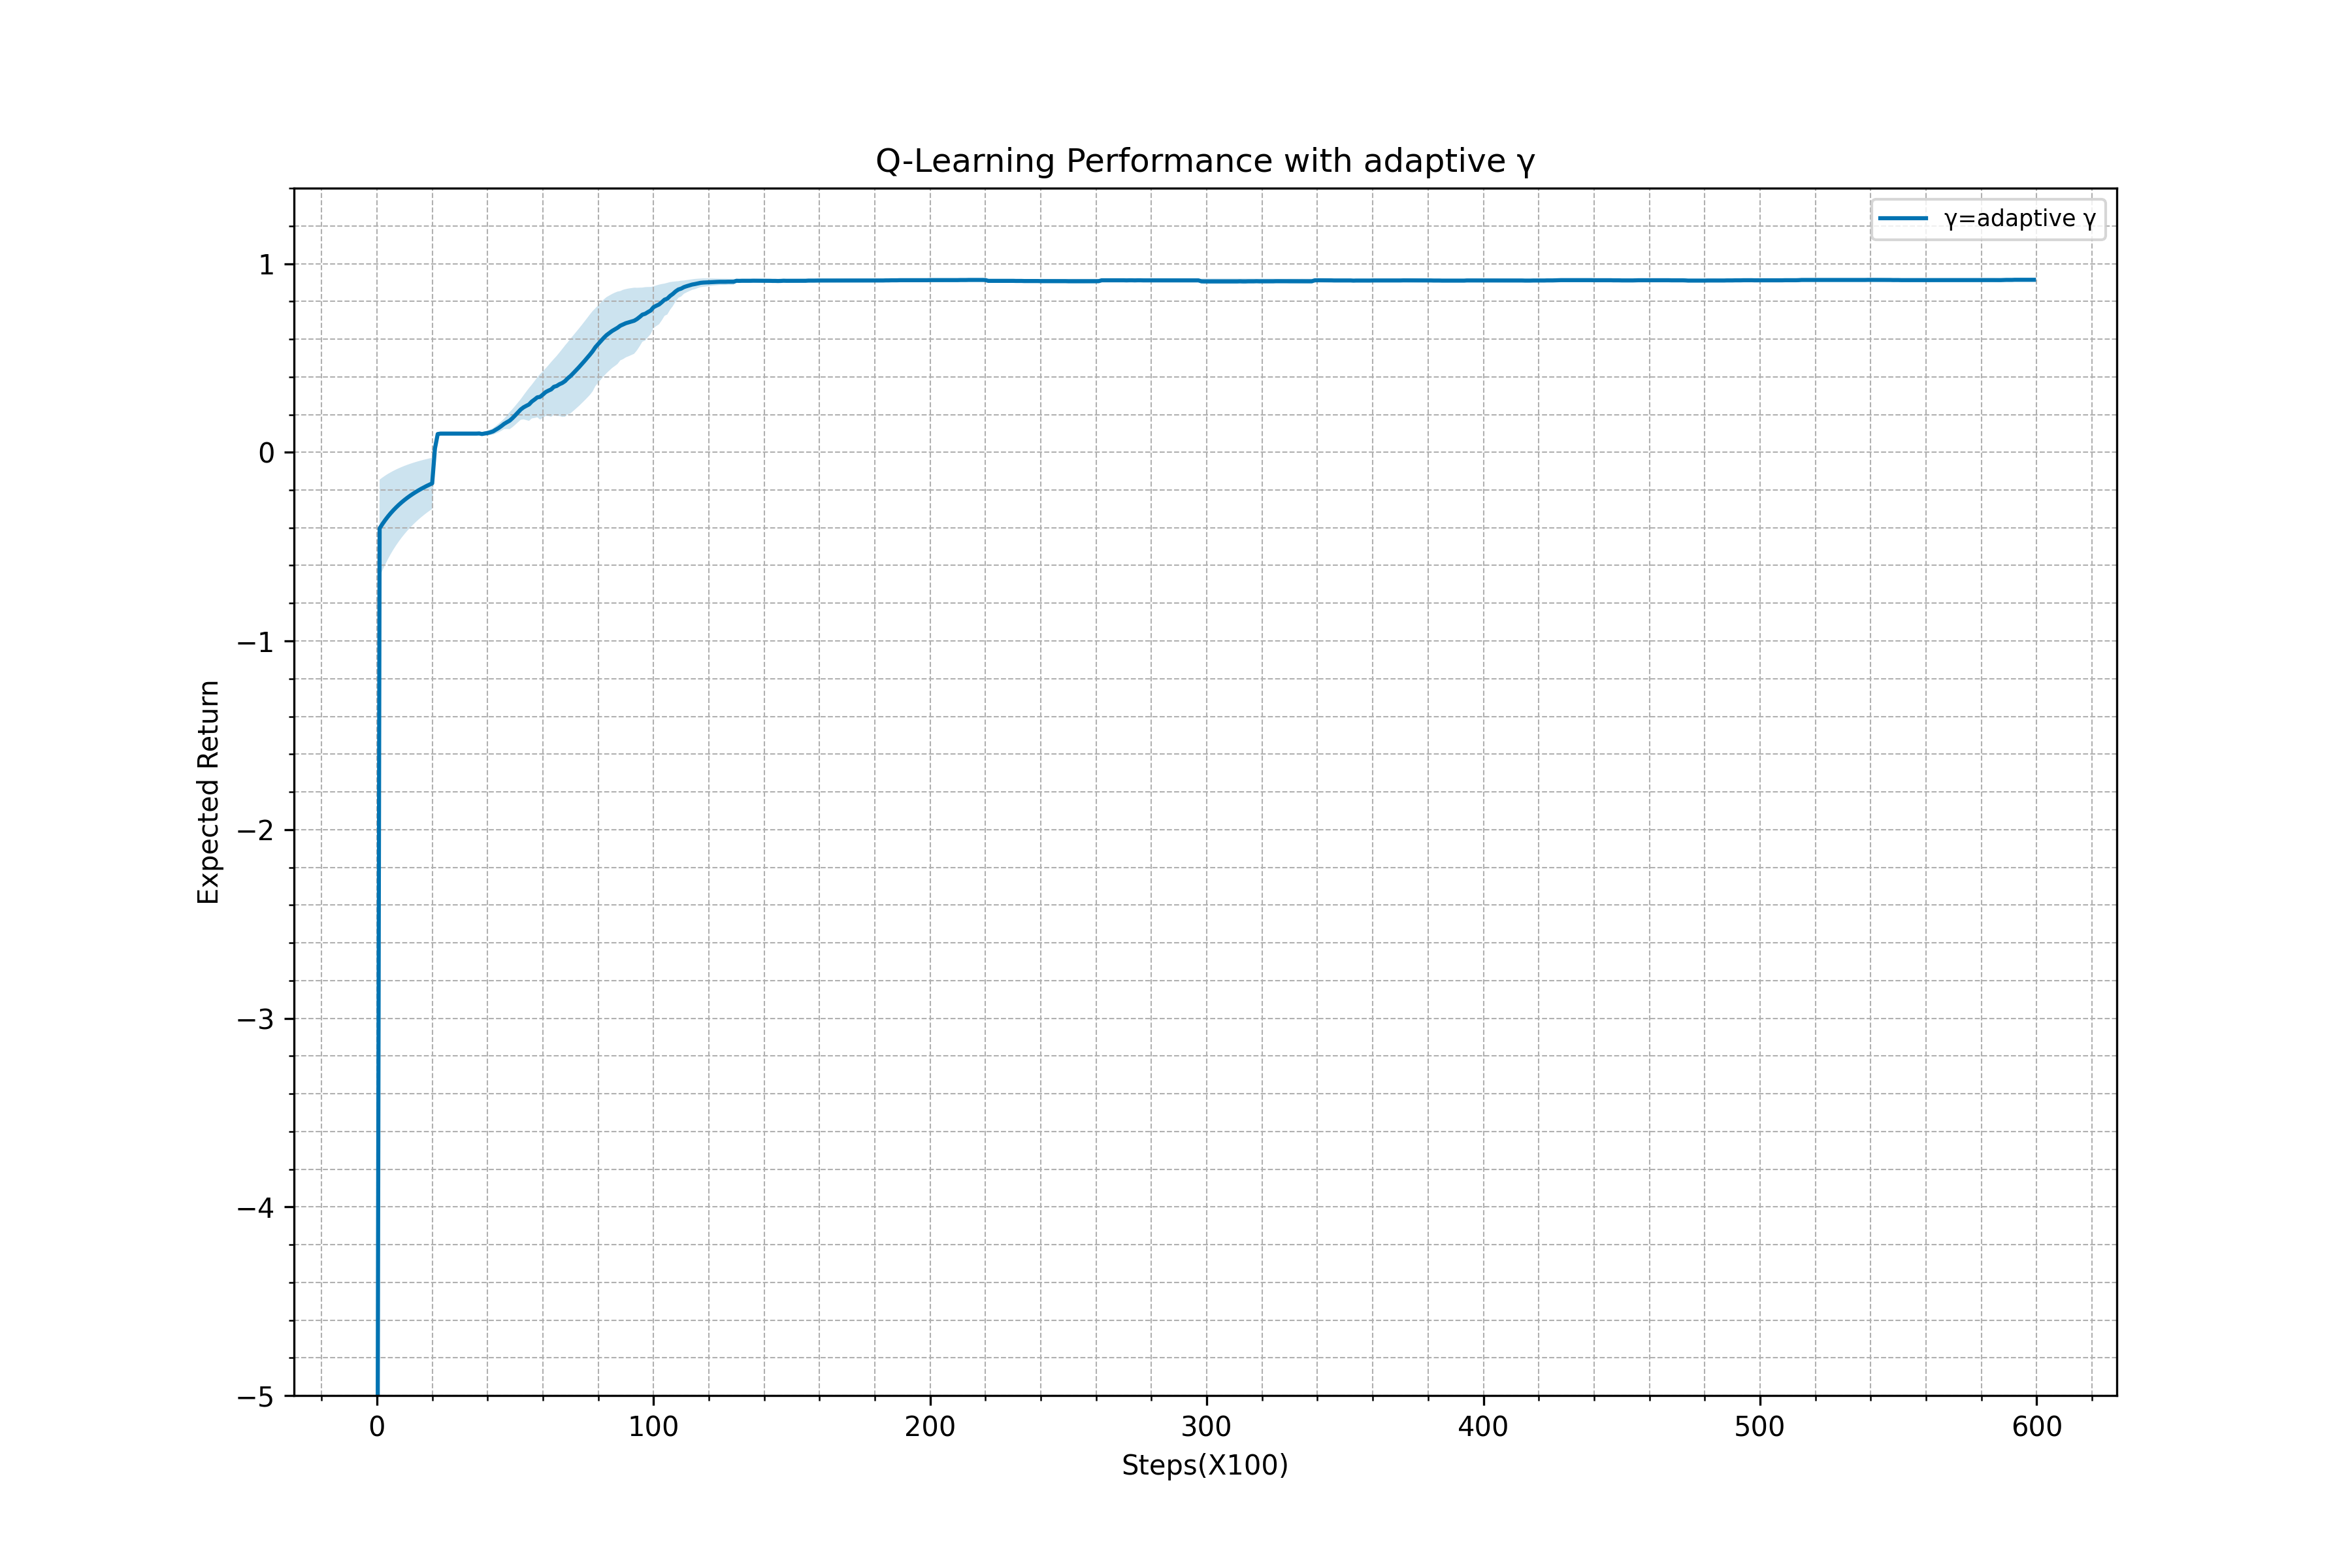 Q-Learning Performance with adaptive γ
γ=adaptive γ
1
0
−1
−2
−3
−4
−5
Expected Return
0 100 200 300 400 500 600
Steps(X100)